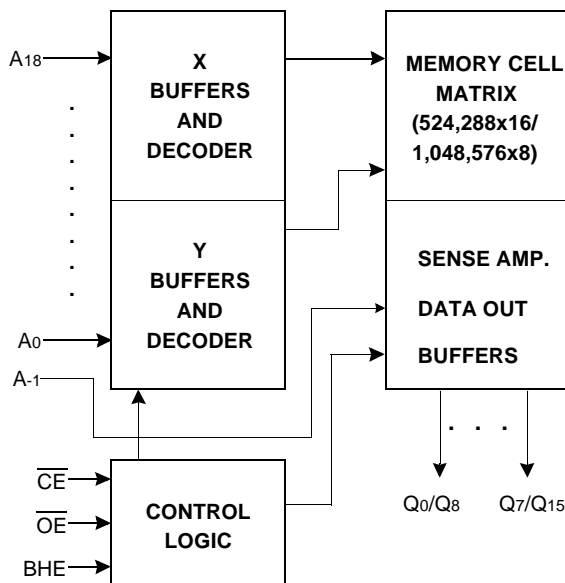 A18
A0
A-1
CE
OE
BHE
X
BUFFERS
AND
DECODER
Y
BUFFERS
AND
DECODER
CONTROL
LOGIC
MEMORY CELL
MATRIX
(524,288x16/
1,048,576x8)
SENSE AMP.
DATA OUT
BUFFERS
. . .
Q0/Q8
Q7/Q15